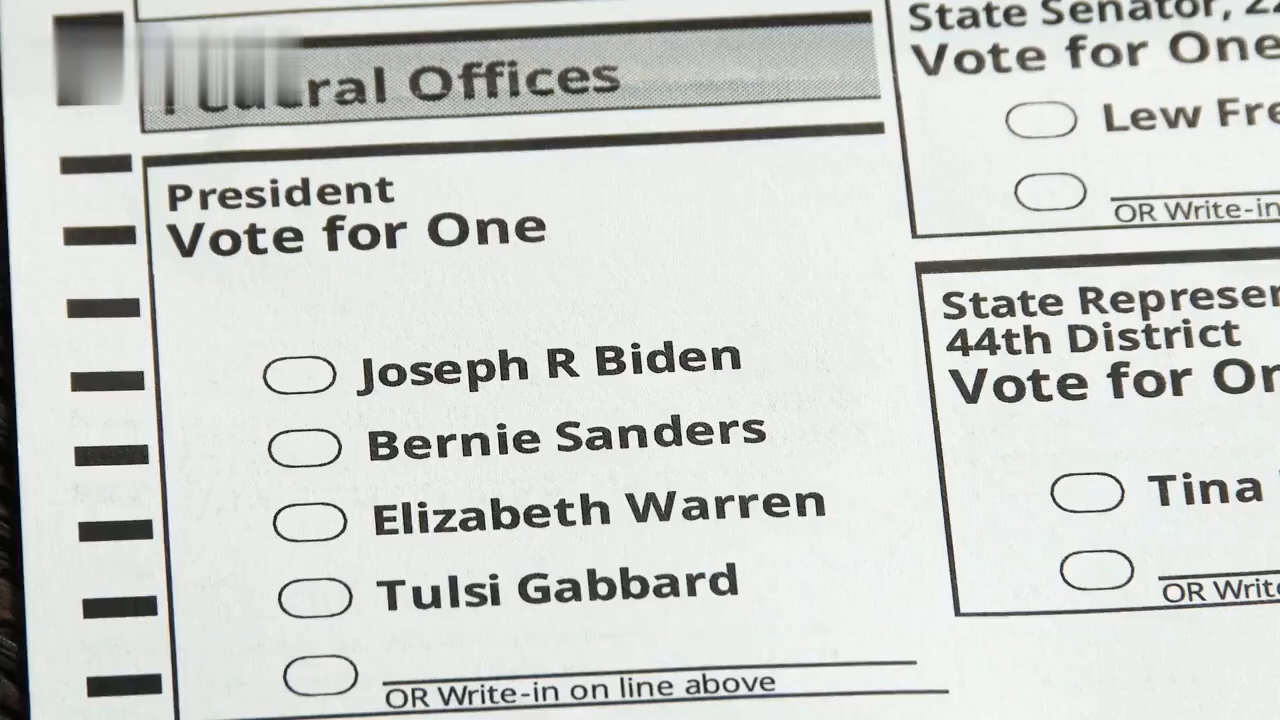 Offices
President
Vote for One
Joseph R Biden
Bernie Sanders
Elizabeth Warren
Tulsi Gabbard
OR Write-in on line above
State Senator,
Vote for One
Lew
OR Write-in
State
44th District
Vote for
Tina
OR